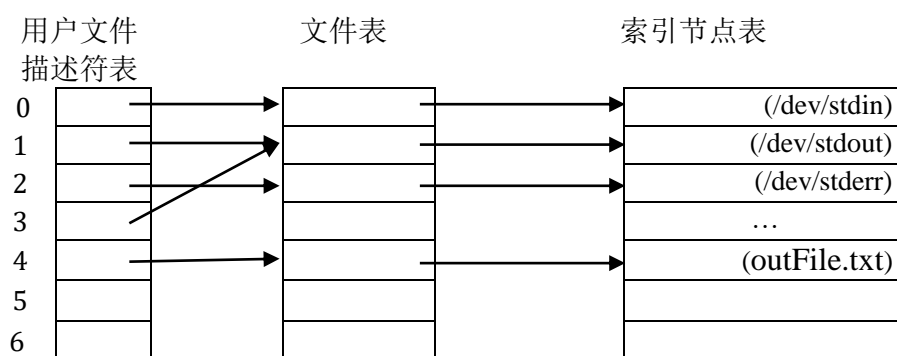 用户文件 文件表 索引节点表
描述符表
0 (/dev/stdin)
1 (/dev/stdout)
2 (/dev/stderr)
3 …
4 (outFile.txt)
5
6